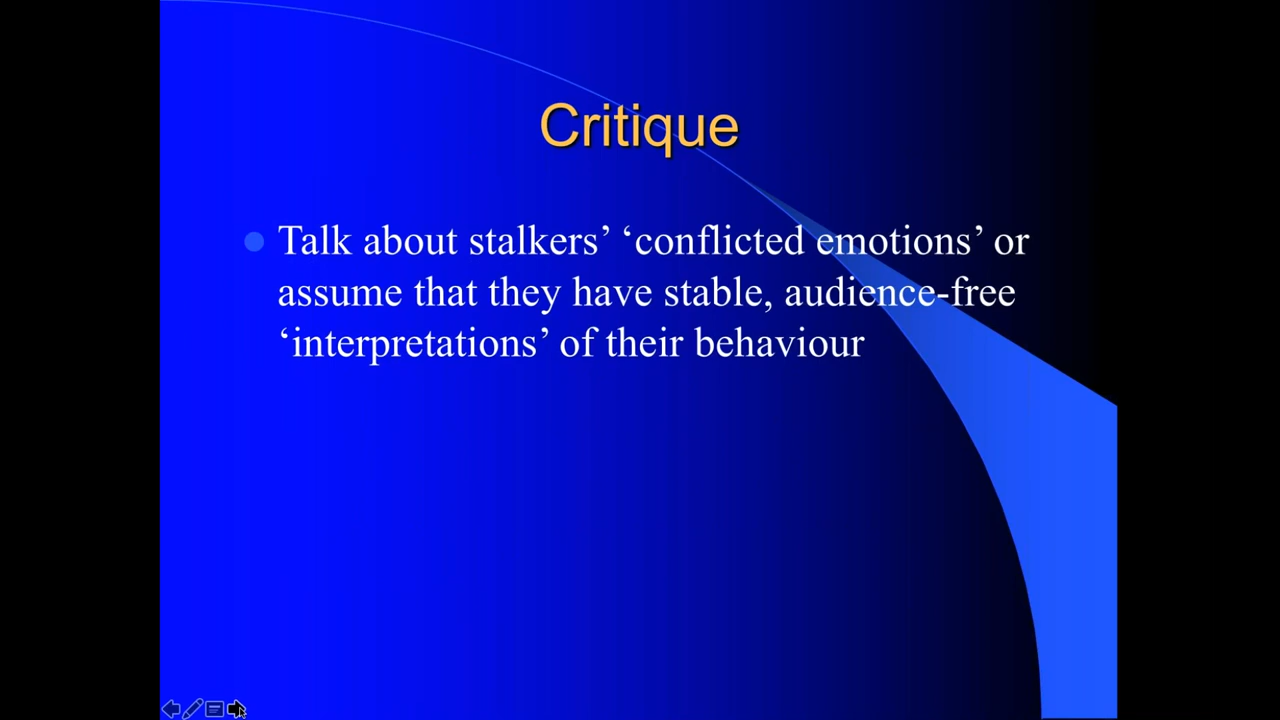 Critique
Talk about stalkers’ ‘conflicted emotions’ or
assume that they have stable, audience-free
‘interpretations’ of their behaviour